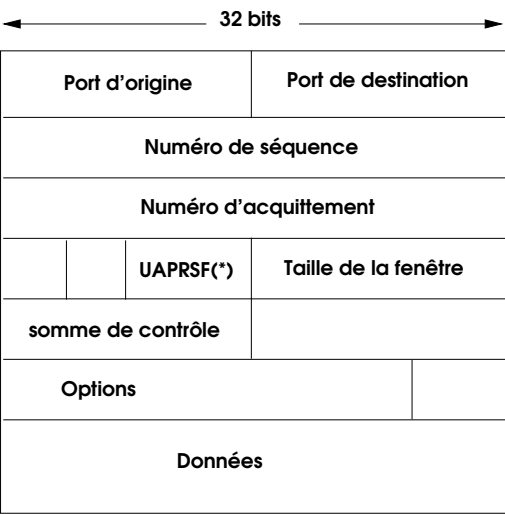 32 bits
Port d'origine
Port de destination
Numéro de séquence
Numéro d'acquittement
UAPRSF(*)
Taille de la fenêtre
somme de contrôle
Options
Données